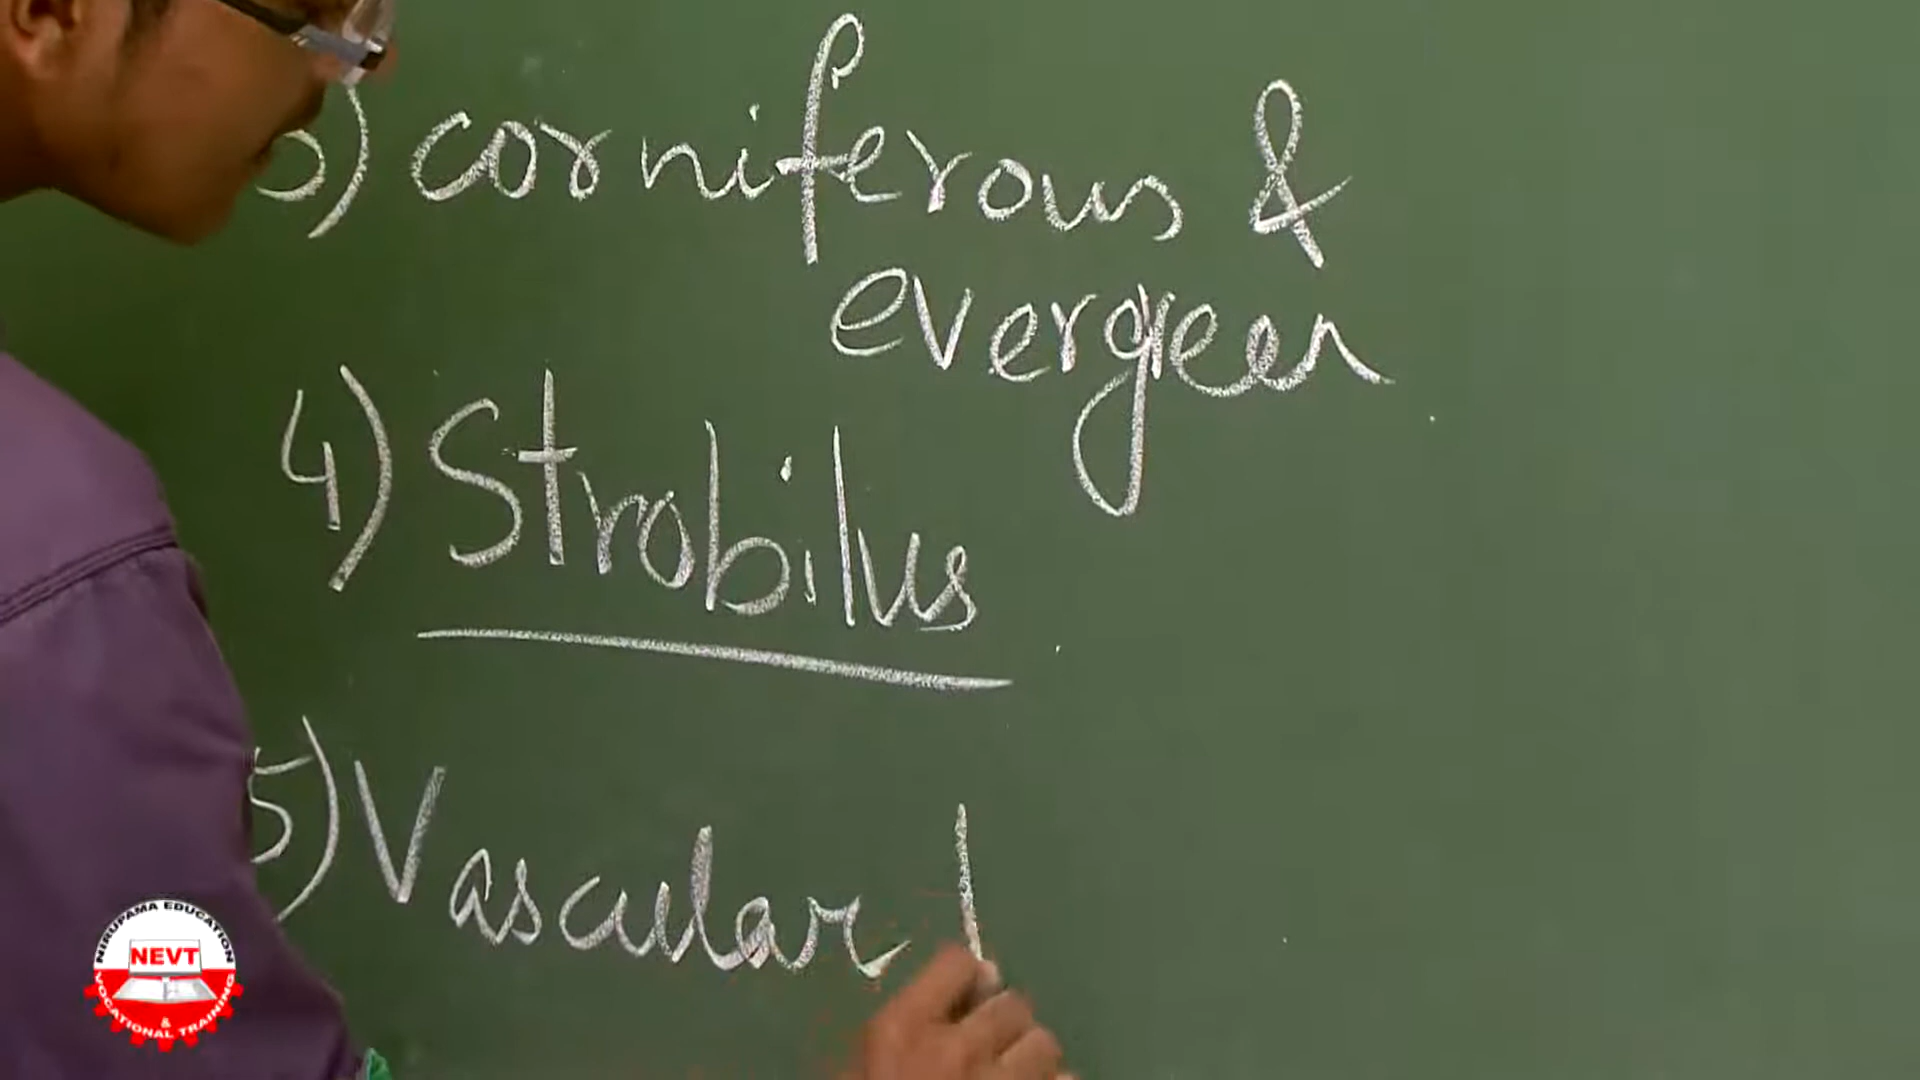 3) corniferous &
evergreen
4) Strobilus
5) Vascular
NIRUPAMA EDUCATION
NEVT
& VOCATIONAL TRAINING